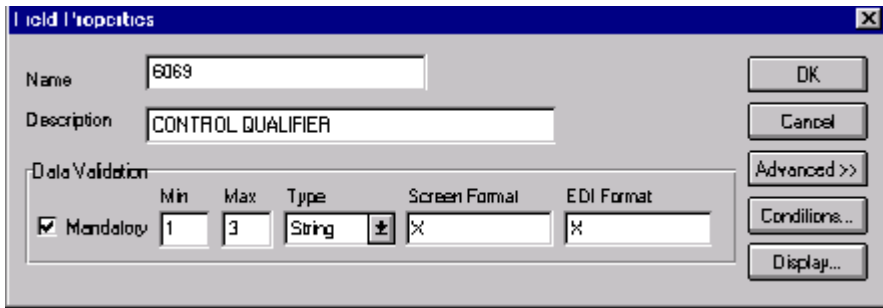 Field Properties
Name 6069 OK
Description CONTROL QUALIFIER Cancel
Data Validation Advanced >>
Min Max Type Screen Format EDI Format
Mandatory 1 3 String X X Conditions...
Display...